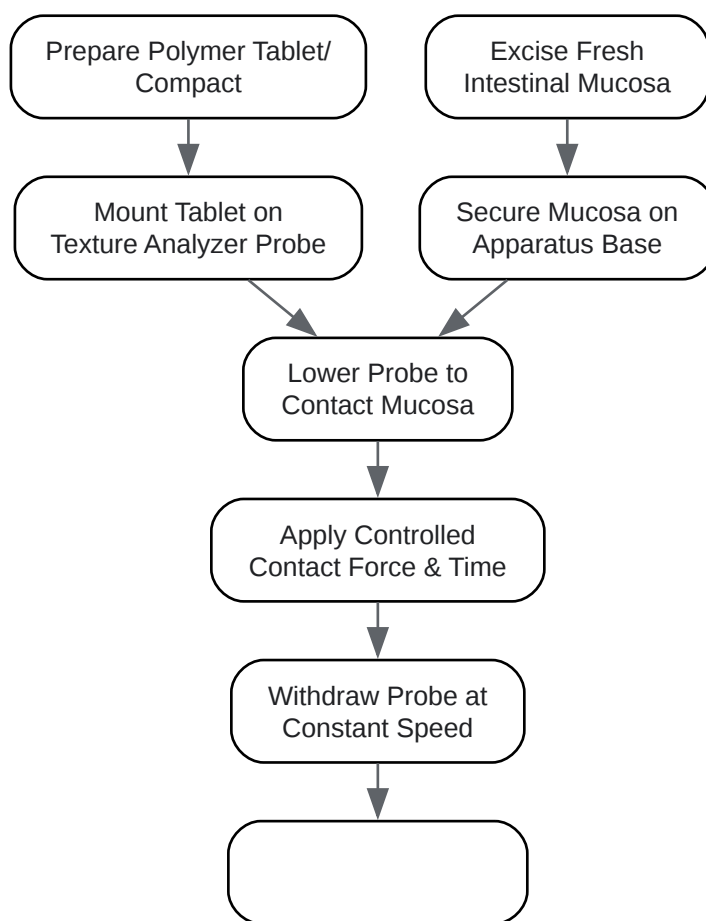 Prepare Polymer Tablet/
Compact
Excise Fresh
Intestinal Mucosa
Mount Tablet on
Texture Analyzer Probe
Secure Mucosa on
Apparatus Base
Lower Probe to
Contact Mucosa
Apply Controlled
Contact Force & Time
Withdraw Probe at
Constant Speed